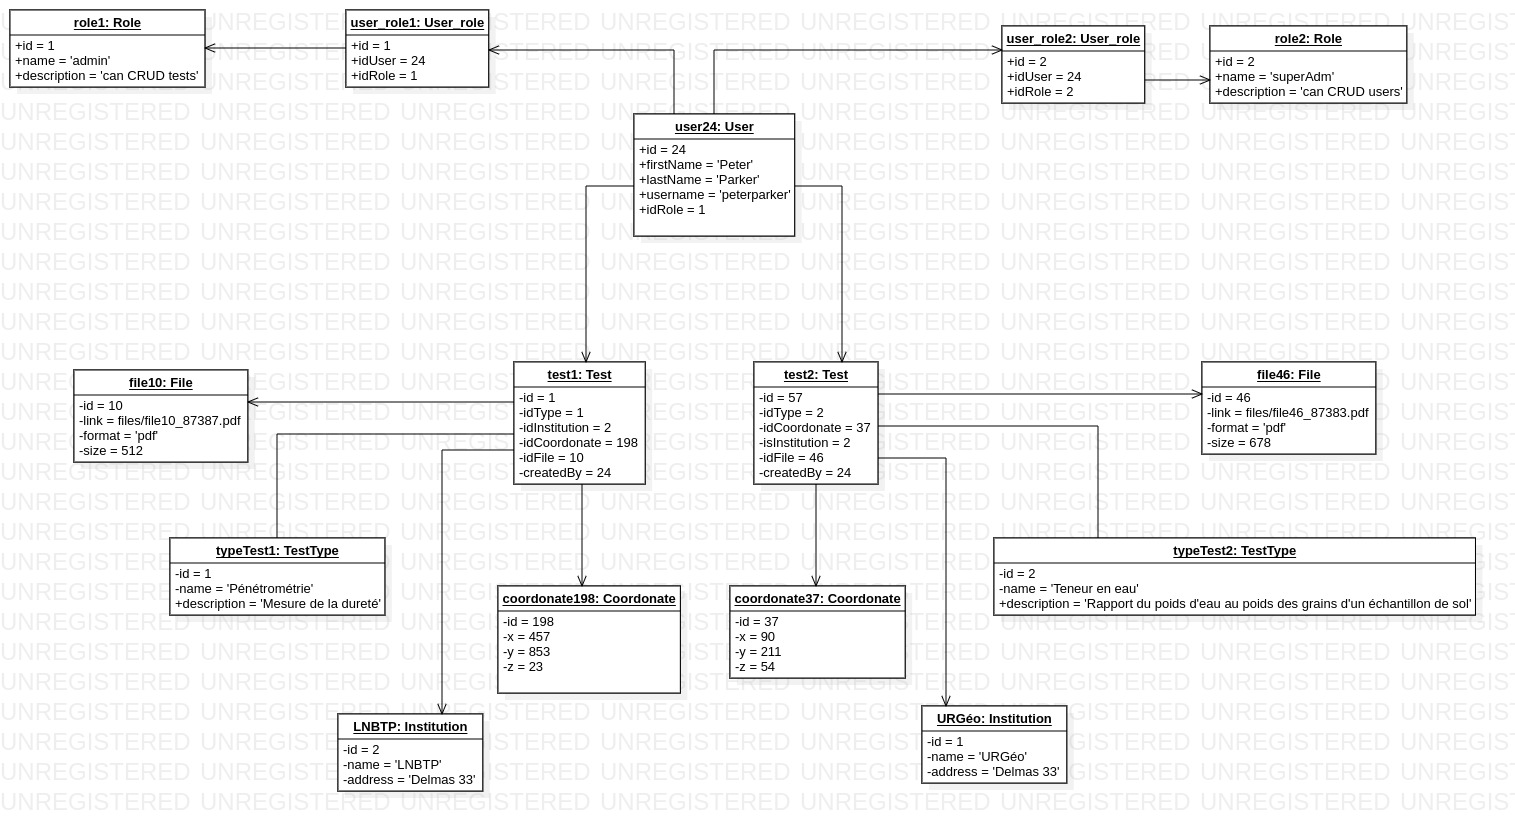 role1: Role
+id = 1
+name = 'admin'
+description = 'can CRUD tests'
user_role1: User_role
+id = 1
+idUser = 24
+idRole = 1
user_role2: User_role
+id = 2
+idUser = 24
+idRole = 2
role2: Role
+id = 2
+name = 'superAdm'
+description = 'can CRUD users'
user24: User
+id = 24
+firstName = 'Peter'
+lastName = 'Parker'
+username = 'peterparker'
+idRole = 1
file10: File
-id = 10
-link = files/file10_87387.pdf
-format = 'pdf'
-size = 512
test1: Test
-id = 1
-idType = 1
-idInstitution = 2
-idCoordonate = 198
-idFile = 10
-createdBy = 24
test2: Test
-id = 57
-idType = 2
-idCoordonate = 37
-isInstitution = 2
-idFile = 46
-createdBy = 24
file46: File
-id = 46
-link = files/file46_87383.pdf
-format = 'pdf'
-size = 678
typeTest1: TestType
-id = 1
-name = 'Pénétrométrie'
+description = 'Mesure de la dureté'
coordonate198: Coordonate
-id = 198
-x = 457
-y = 853
-z = 23
coordonate37: Coordonate
-id = 37
-x = 90
-y = 211
-z = 54
typeTest2: TestType
-id = 2
-name = 'Teneur en eau'
+description = 'Rapport du poids d'eau au poids des grains d'un échantillon de sol'
LNBTP: Institution
-id = 2
-name = 'LNBTP'
-address = 'Delmas 33'
URGéo: Institution
-id = 1
-name = 'URGéo'
-address = 'Delmas 33'
UNREGISTERED